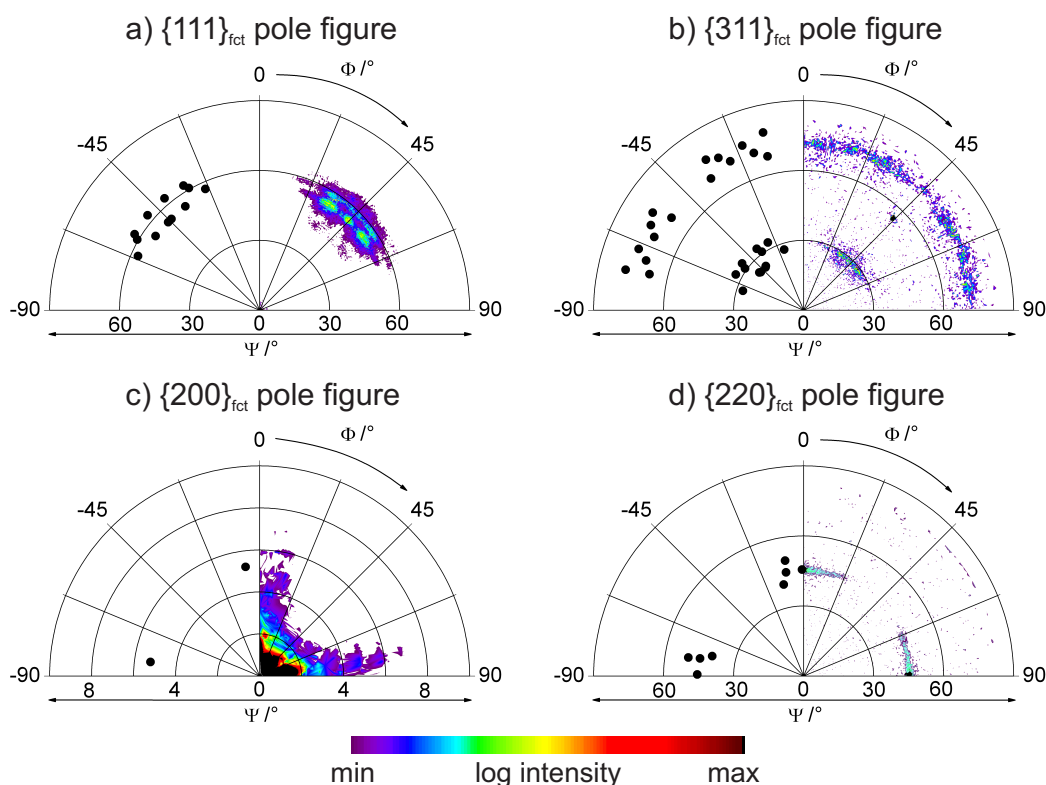 a) {111}fct pole figure
b) {311}fct pole figure
0 Φ /°
0 Φ /°
-45 45
-45 45
-90 60 30 0 30 60 90
-90 60 30 0 30 60 90
Ψ /°
Ψ /°
c) {200}fct pole figure
d) {220}fct pole figure
0 Φ /°
0 Φ /°
-45 45
-45 45
-90 8 4 0 4 8 90
-90 60 30 0 30 60 90
Ψ /°
Ψ /°
min log intensity max